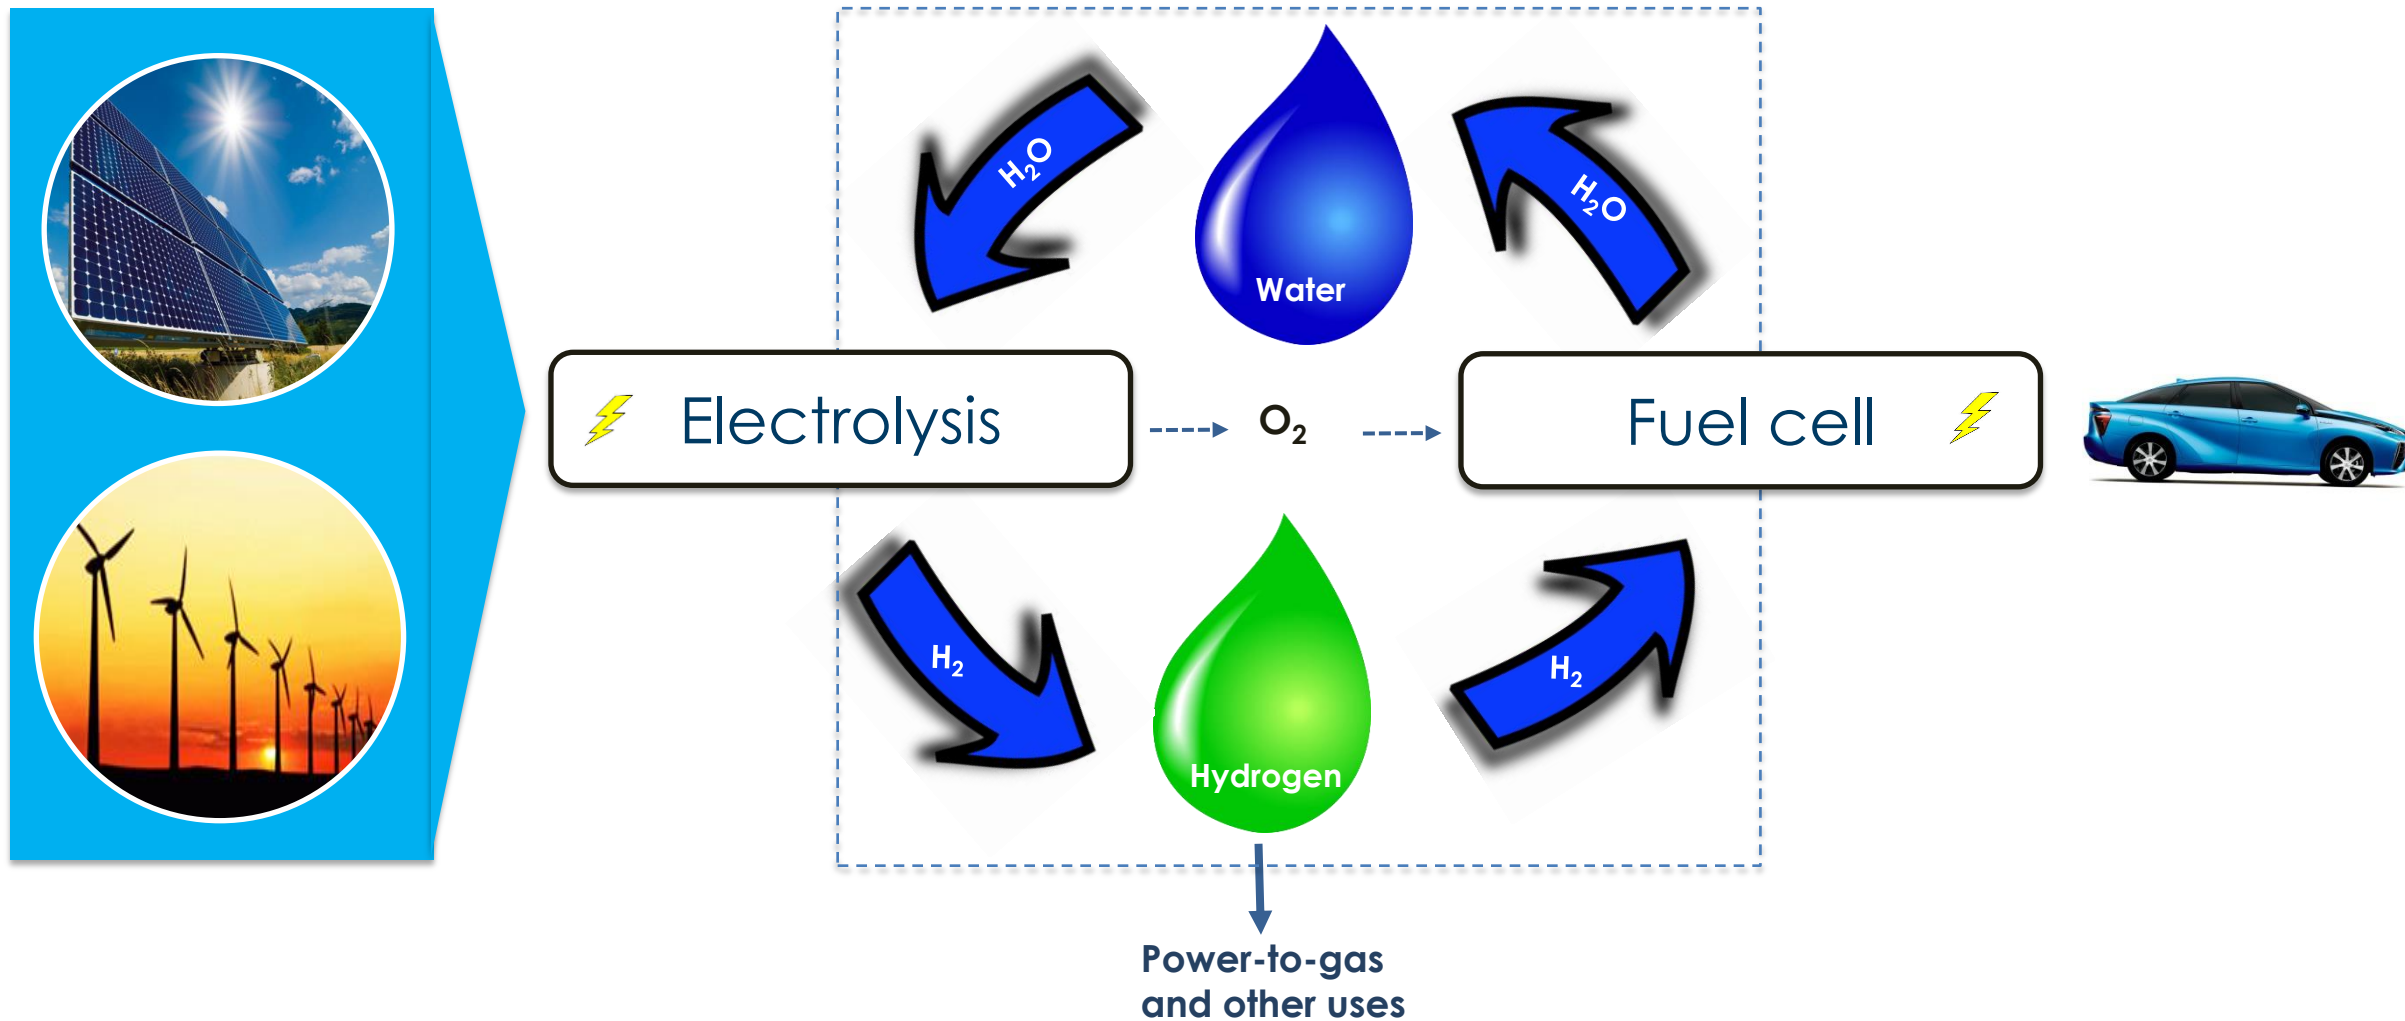 H₂O
H₂O
Water
Electrolysis
O₂
Fuel cell
H₂
H₂
Hydrogen
Power-to-gas
and other uses